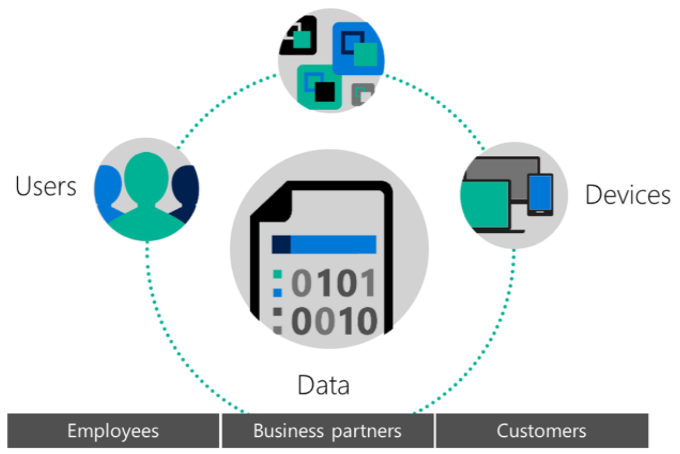 Users
Devices
0101
0010
Data
Employees
Business partners
Customers